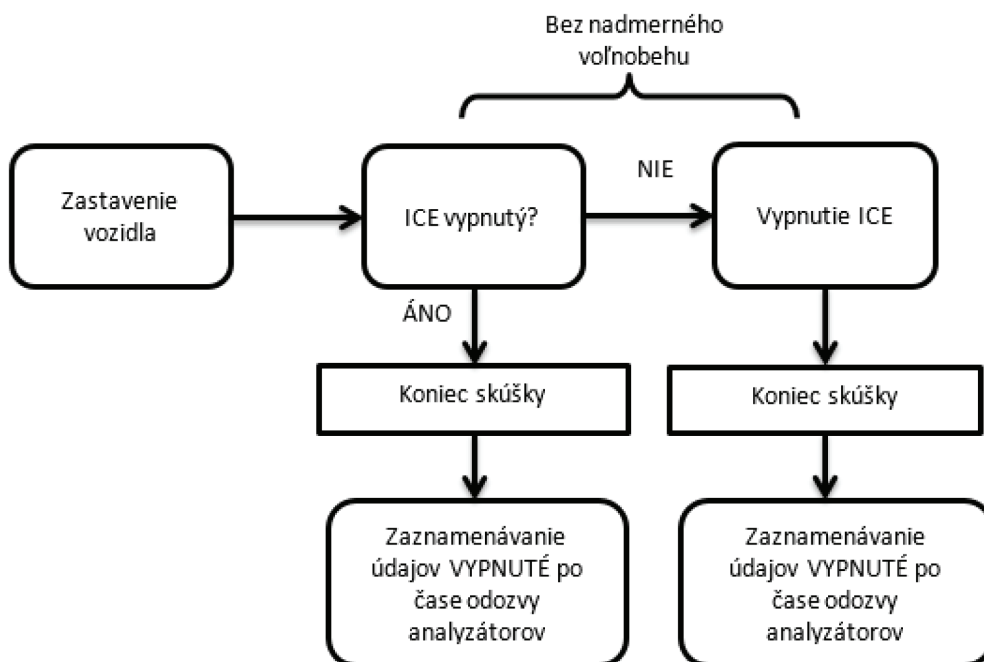 Bez nadmerného
voľnobehu
Zastavenie
vozidla
ICE vypnutý?
NIE
Vypnutie ICE
ÁNO
Koniec skúšky
Koniec skúšky
Zaznamenávanie
údajov VYPNUTÉ po
čase odozvy
analyzátorov
Zaznamenávanie
údajov VYPNUTÉ po
čase odozvy
analyzátorov